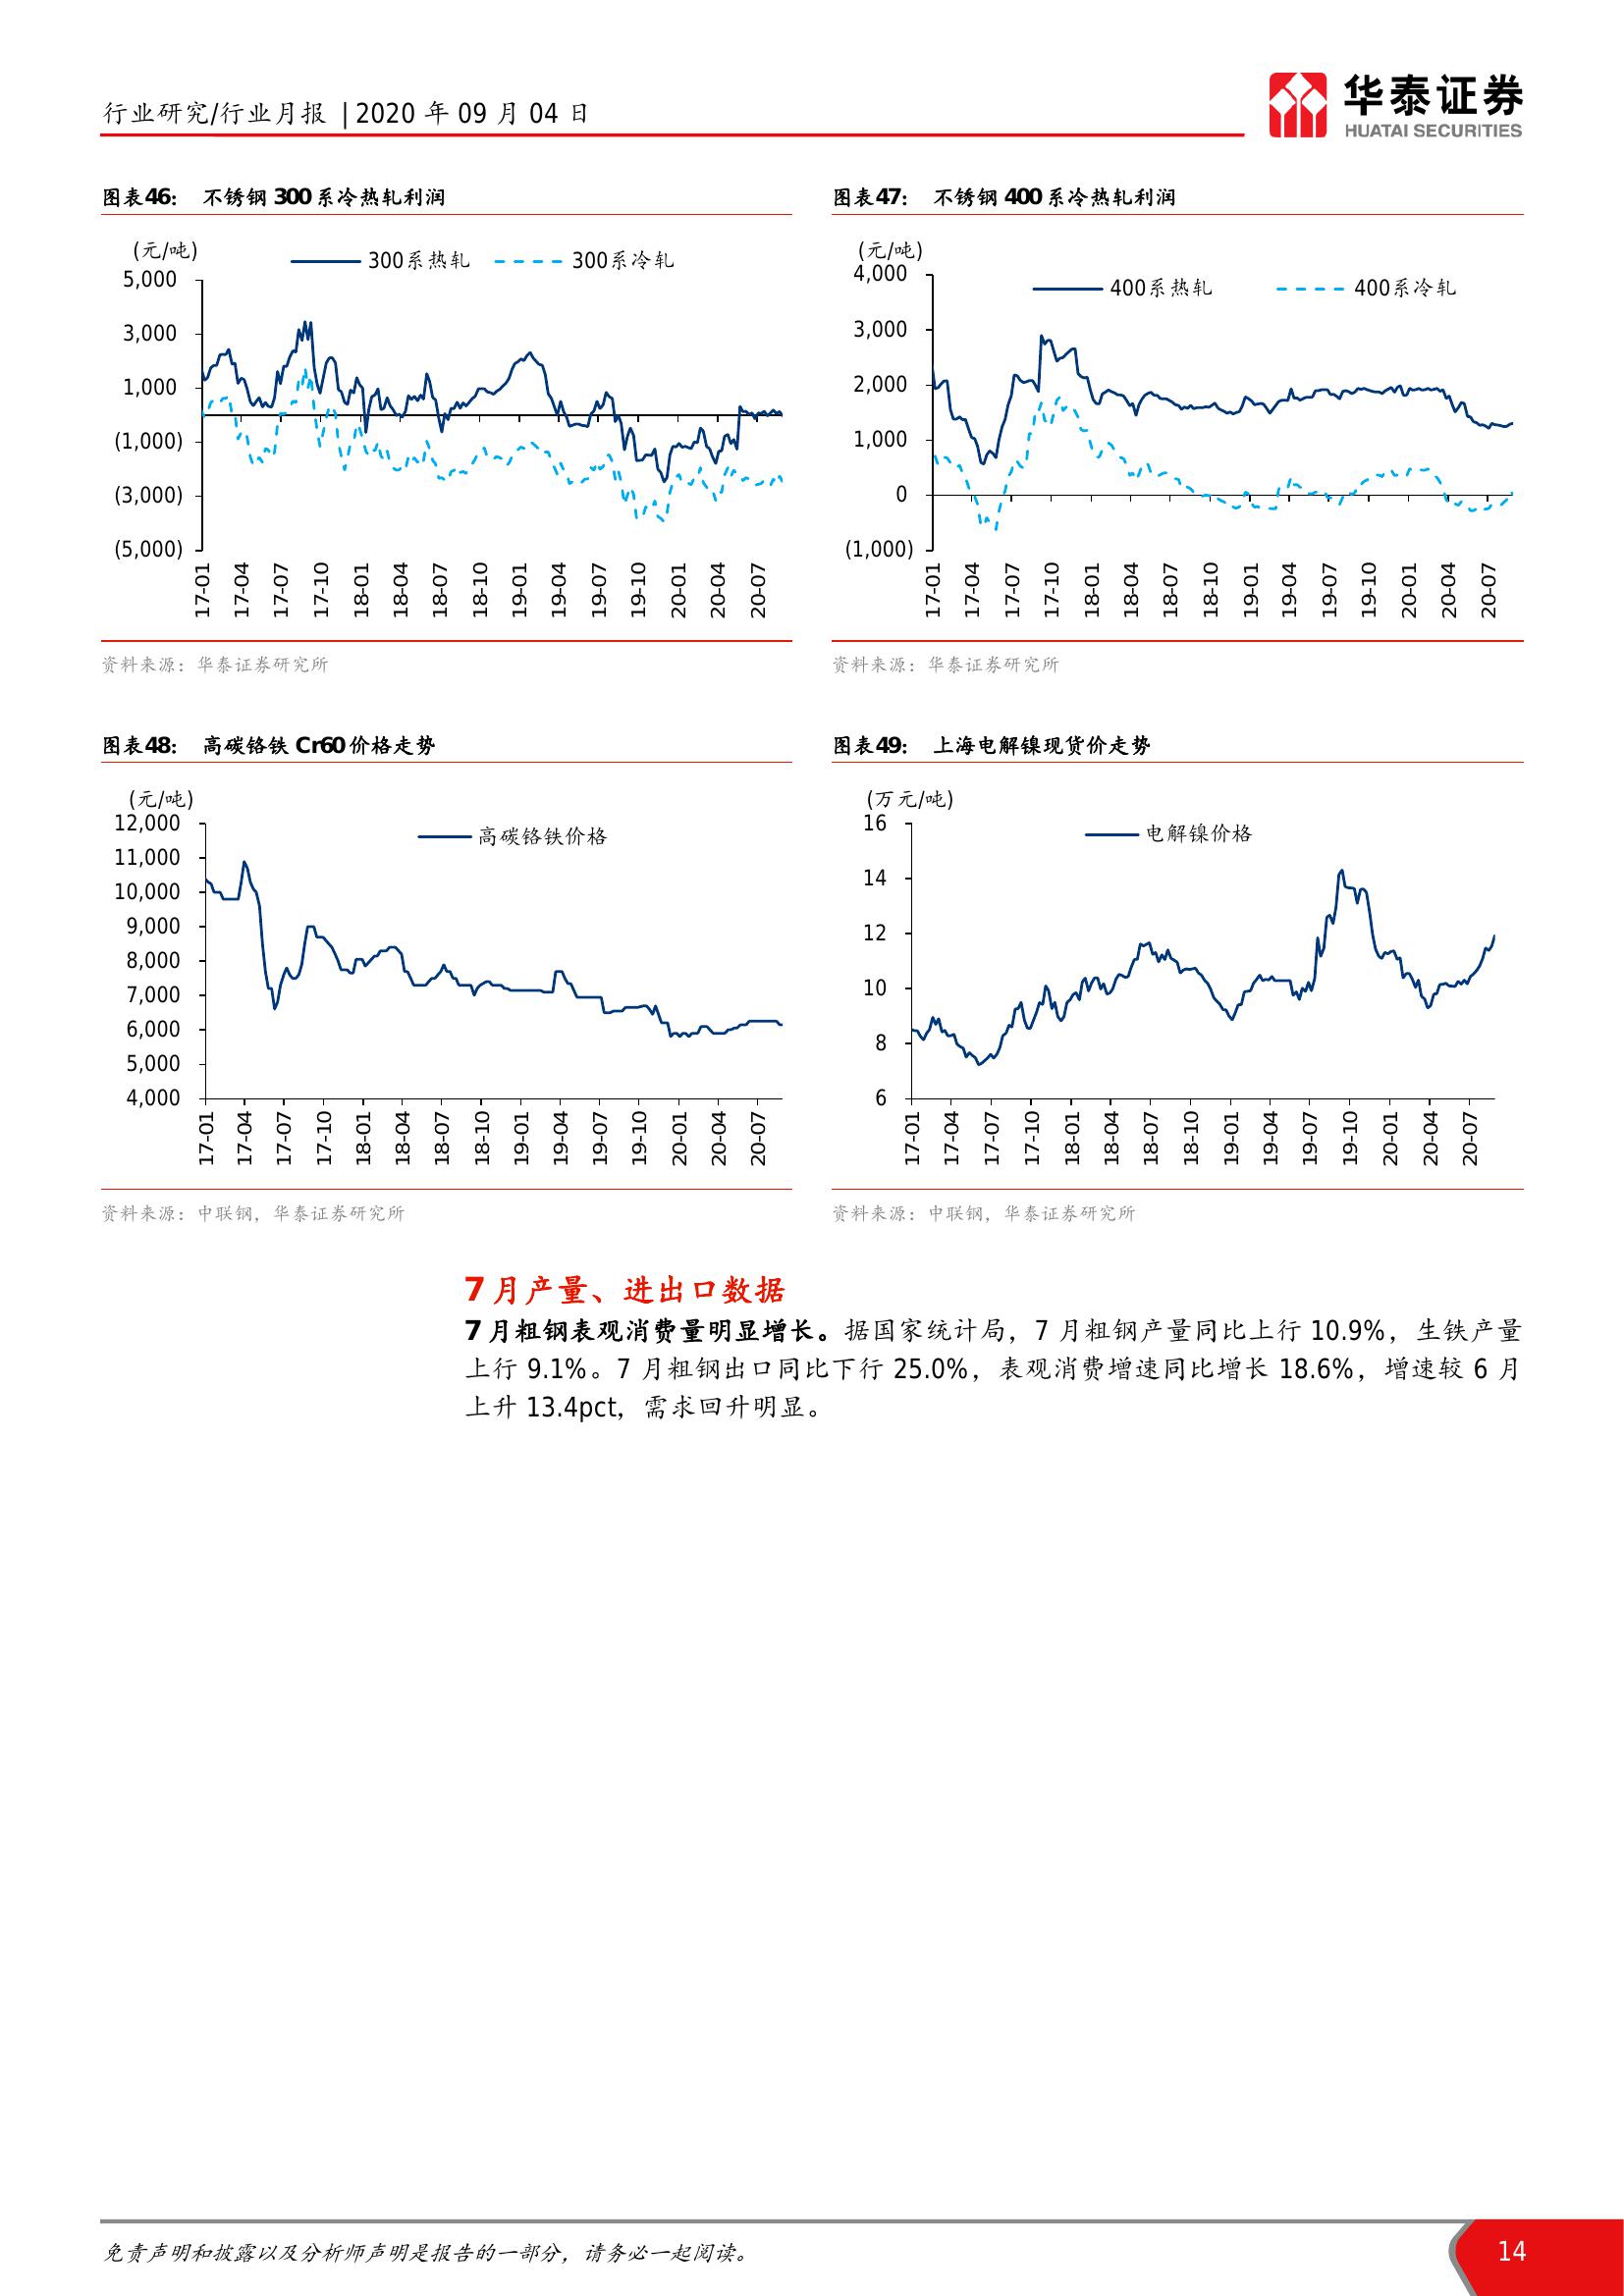 行业研究/行业月报 | 2020 年 09 月 04 日
华泰证券
HUATAI SECURITIES
图表46: 不锈钢 300 系冷热轧利润
(元/吨)
300系热轧 300系冷轧
5,000
3,000
1,000
(1,000)
(3,000)
(5,000)
17-01 17-04 17-07 17-10 18-01 18-04 18-07 18-10 19-01 19-04 19-07 19-10 20-01 20-04 20-07
资料来源：华泰证券研究所
图表47: 不锈钢 400 系冷热轧利润
(元/吨)
400系热轧 400系冷轧
4,000
3,000
2,000
1,000
0
(1,000)
17-01 17-04 17-07 17-10 18-01 18-04 18-07 18-10 19-01 19-04 19-07 19-10 20-01 20-04 20-07
资料来源：华泰证券研究所
图表48: 高碳铬铁 Cr60 价格走势
(元/吨)
高碳铬铁价格
12,000
11,000
10,000
9,000
8,000
7,000
6,000
5,000
4,000
17-01 17-04 17-07 17-10 18-01 18-04 18-07 18-10 19-01 19-04 19-07 19-10 20-01 20-04 20-07
资料来源：中联钢，华泰证券研究所
图表49: 上海电解镍现货价走势
(万元/吨)
电解镍价格
16
14
12
10
8
6
17-01 17-04 17-07 17-10 18-01 18-04 18-07 18-10 19-01 19-04 19-07 19-10 20-01 20-04 20-07
资料来源：中联钢，华泰证券研究所
7 月产量、进出口数据
7 月粗钢表观消费量明显增长。据国家统计局，7 月粗钢产量同比上行 10.9%，生铁产量
上行 9.1%。7 月粗钢出口同比下行 25.0%，表观消费增速同比增长 18.6%，增速较 6 月
上升 13.4pct，需求回升明显。
免责声明和披露以及分析师声明是报告的一部分，请务必一起阅读。
14